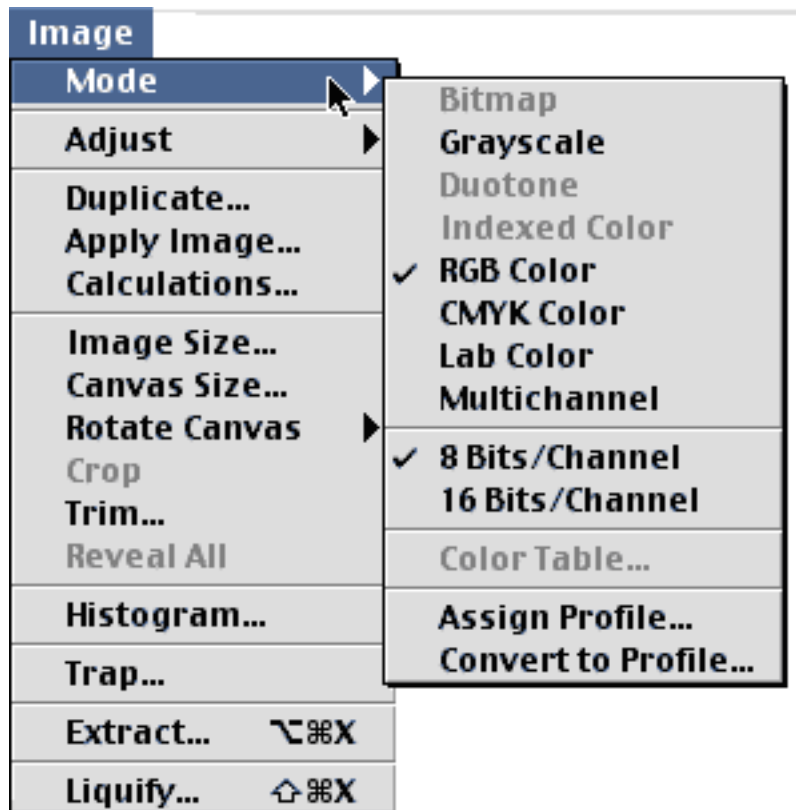 Image
Mode
Adjust
Duplicate...
Apply Image...
Calculations...
Image Size...
Canvas Size...
Rotate Canvas
Crop
Trim...
Reveal All
Histogram...
Trap...
Extract... ⌥⌘X
Liquify... ⇧⌘X
Bitmap
Grayscale
Duotone
Indexed Color
✓ RGB Color
CMYK Color
Lab Color
Multichannel
✓ 8 Bits/Channel
16 Bits/Channel
Color Table...
Assign Profile...
Convert to Profile...